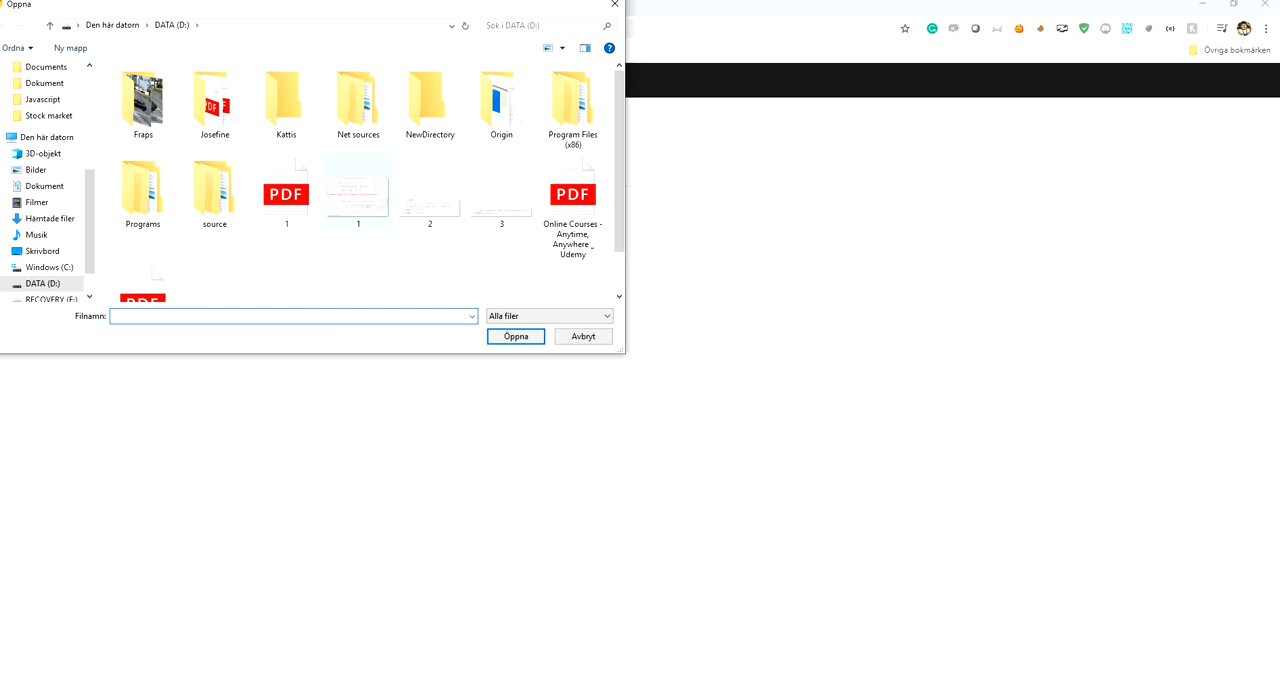 Öppna
Den här datorn
DATA (D:)
Sök i DATA (D:)
Ordna
Ny mapp
Övriga bokmärken
Documents
Dokument
Javascript
Stock market
Den här datorn
3D-objekt
Bilder
Dokument
Filmer
Hämtade filer
Musik
Skrivbord
Windows (C:)
DATA (D:)
RECOVERY (E:)
Fraps
PDF
Josefine
Kattis
Net sources
NewDirectory
Origin
Program Files
(x86)
Programs
source
PDF
1
1
2
3
PDF
Online Courses -
Anytime,
Anywhere _
Udemy
PDF
Filnamn:
Alla filer
Öppna
Avbryt